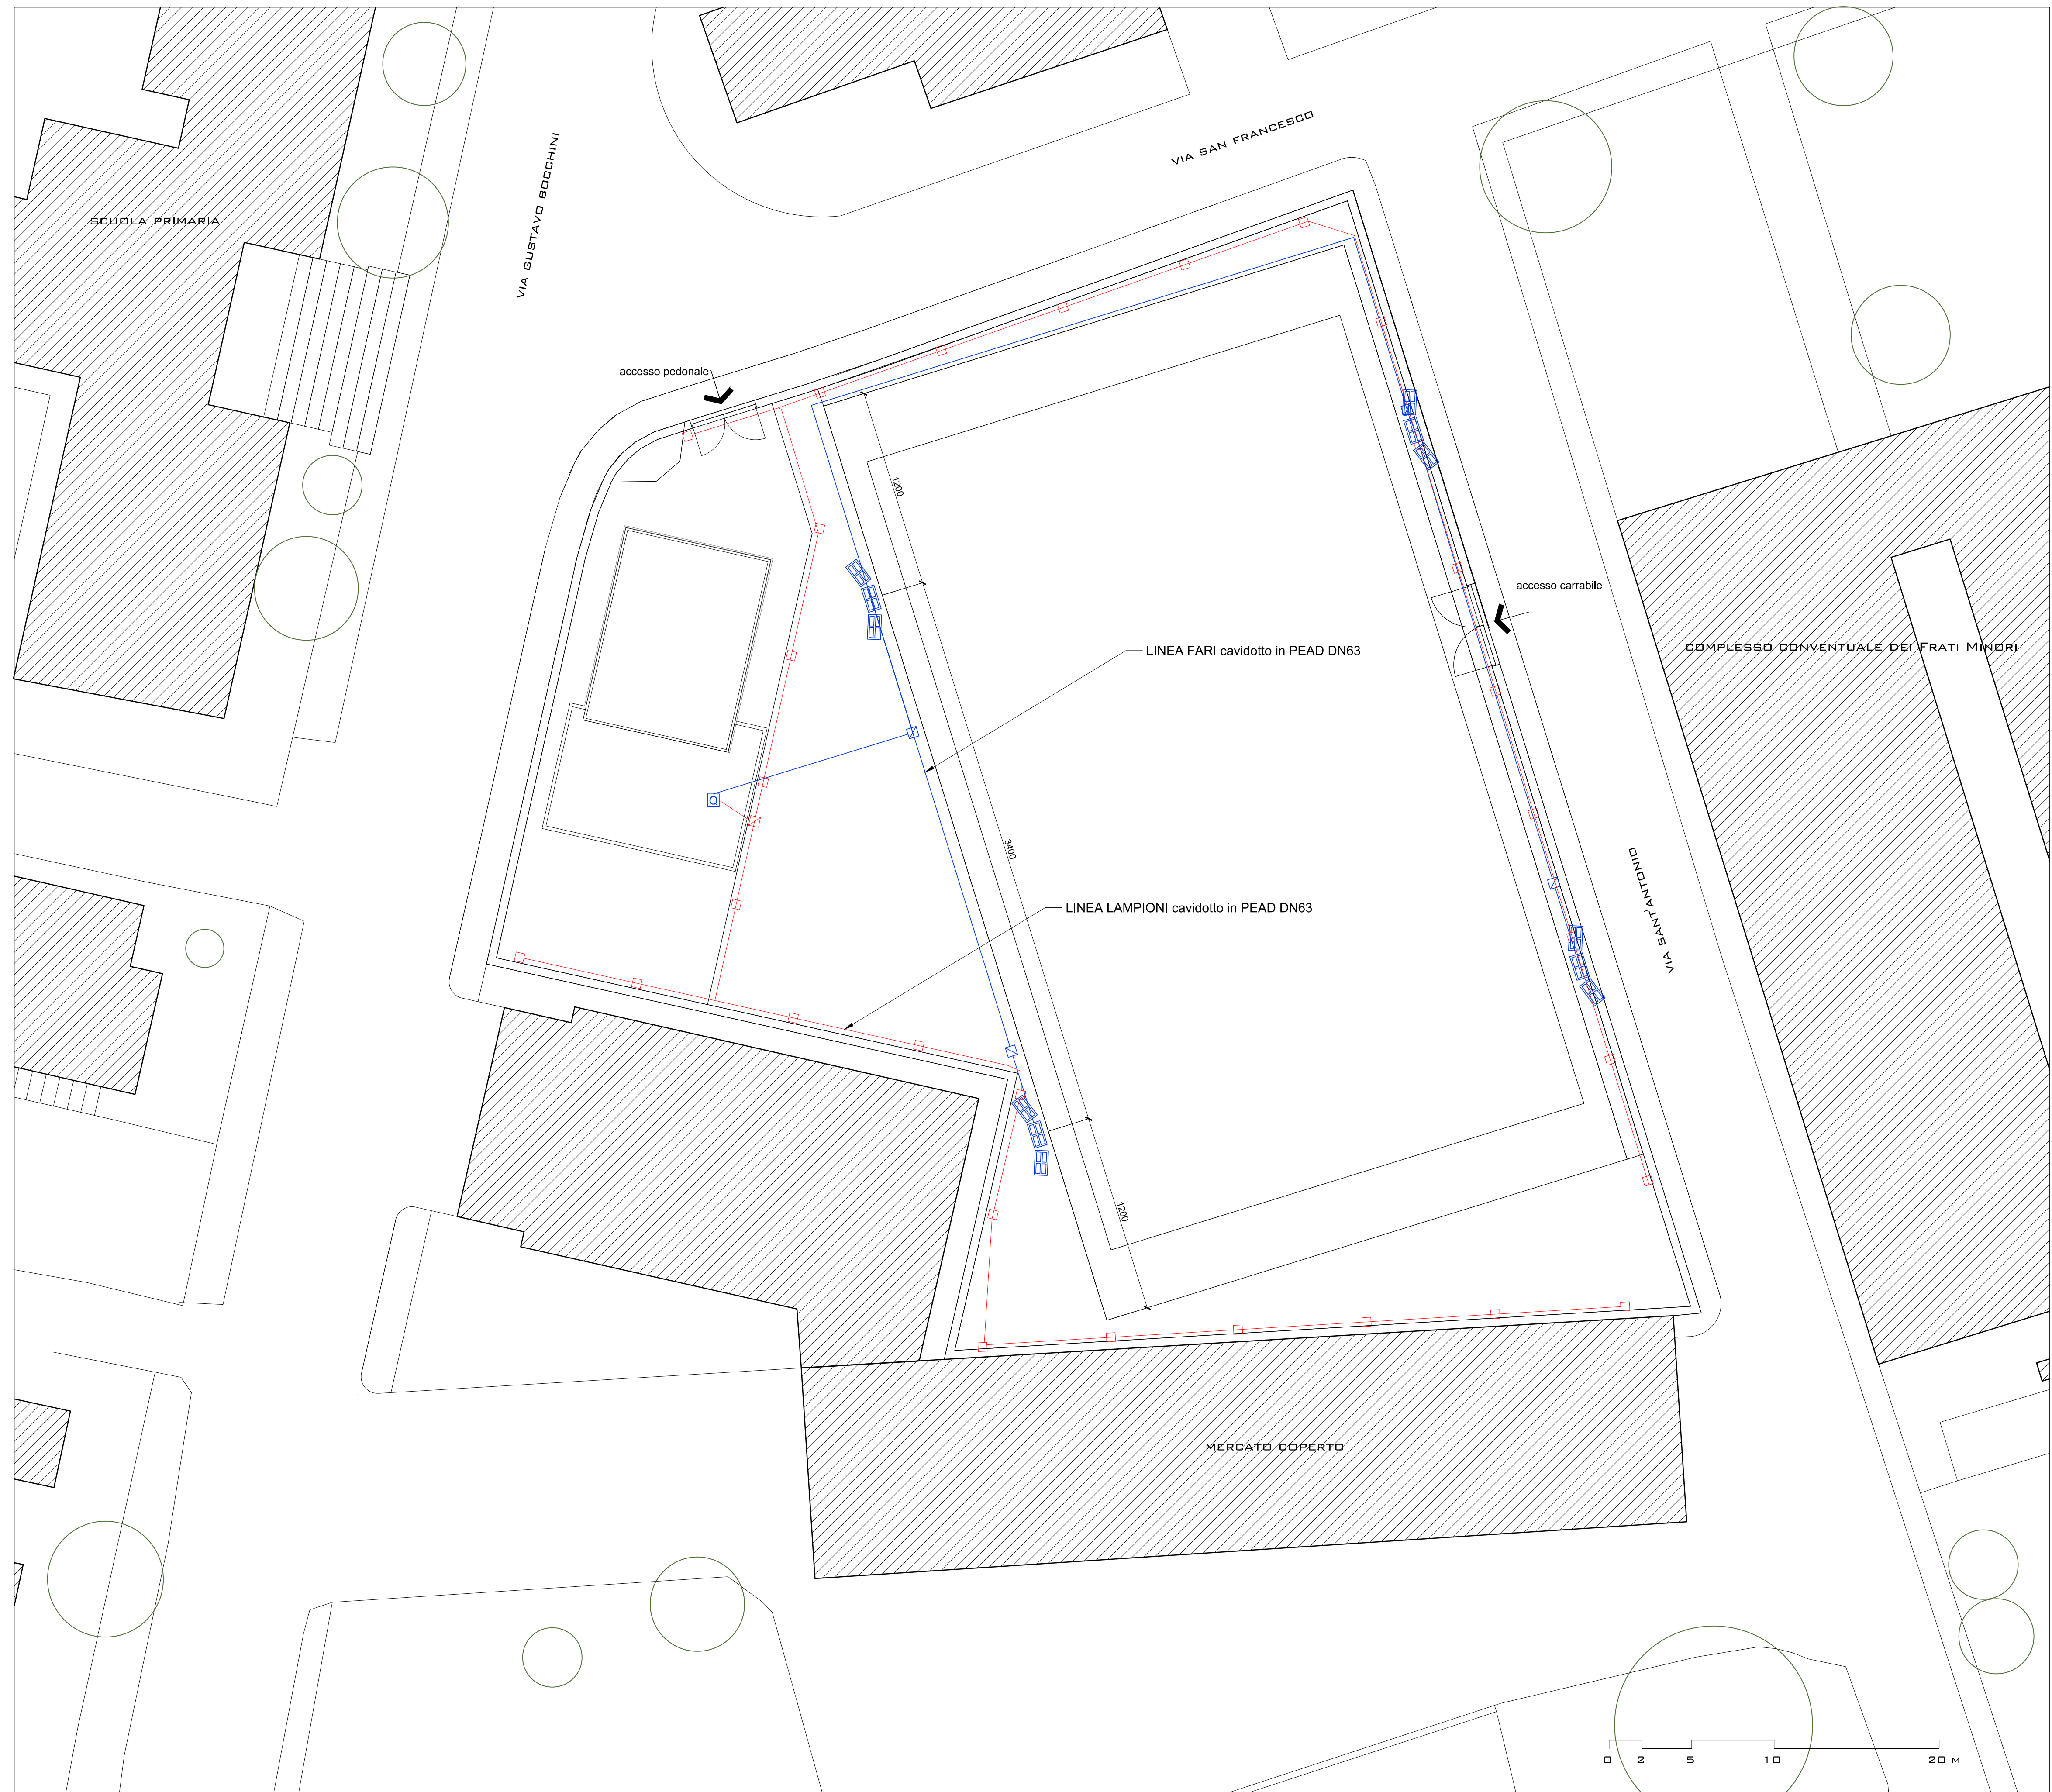 VIA SAN FRANCESCO
VIA GUSTAVO BOCCHINI
SCUOLA PRIMARIA
accesso pedonale
1200
accesso carrabile
LINEA FARI cavidotto in PEAD DN63
COMPLESSO CONVENTUALE DEI FRATI MINORI
Q
3400
VIA SANT'ANTONIO
LINEA LAMPIONI cavidotto in PEAD DN63
1200
MERCATO COPERTO
0 2 5 10 20 M